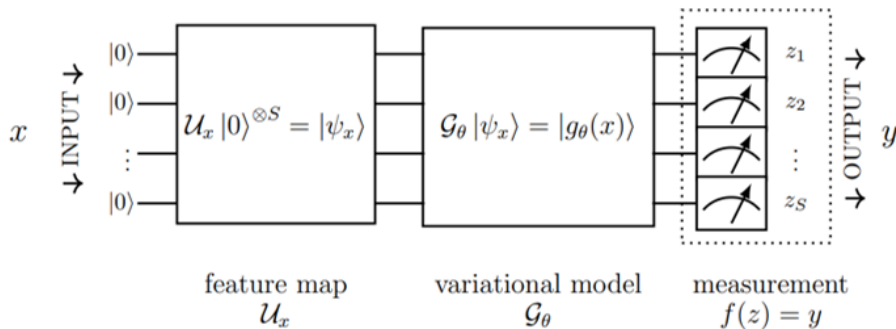 x
INPUT
|0⟩
|0⟩
⋮
|0⟩
𝒰ₓ |0⟩^{⊗S} = |ψₓ⟩
𝒢_θ |ψₓ⟩ = |g_θ(x)⟩
z₁
z₂
⋮
z_S
OUTPUT
y
feature map
𝒰ₓ
variational model
𝒢_θ
measurement
f(z) = y